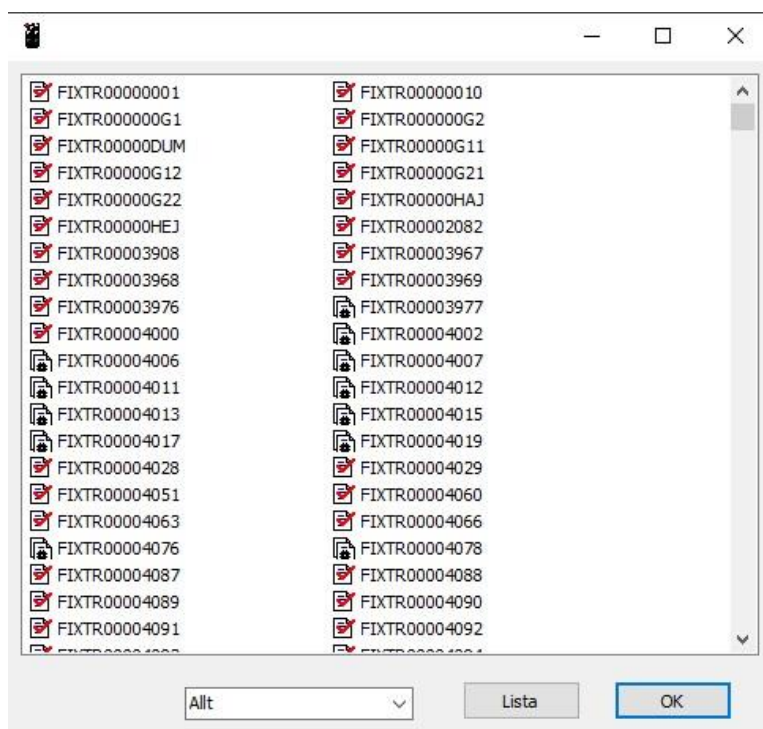 FIXTR00000001 FIXTR00000010
FIXTR000000G1 FIXTR000000G2
FIXTR00000DUM FIXTR00000G11
FIXTR00000G12 FIXTR00000G21
FIXTR00000G22 FIXTR00000HAJ
FIXTR00000HEJ FIXTR00002082
FIXTR00003908 FIXTR00003967
FIXTR00003968 FIXTR00003969
FIXTR00003976 FIXTR00003977
FIXTR00004000 FIXTR00004002
FIXTR00004006 FIXTR00004007
FIXTR00004011 FIXTR00004012
FIXTR00004013 FIXTR00004015
FIXTR00004017 FIXTR00004019
FIXTR00004028 FIXTR00004029
FIXTR00004051 FIXTR00004060
FIXTR00004063 FIXTR00004066
FIXTR00004076 FIXTR00004078
FIXTR00004087 FIXTR00004088
FIXTR00004089 FIXTR00004090
FIXTR00004091 FIXTR00004092
Allt Lista OK